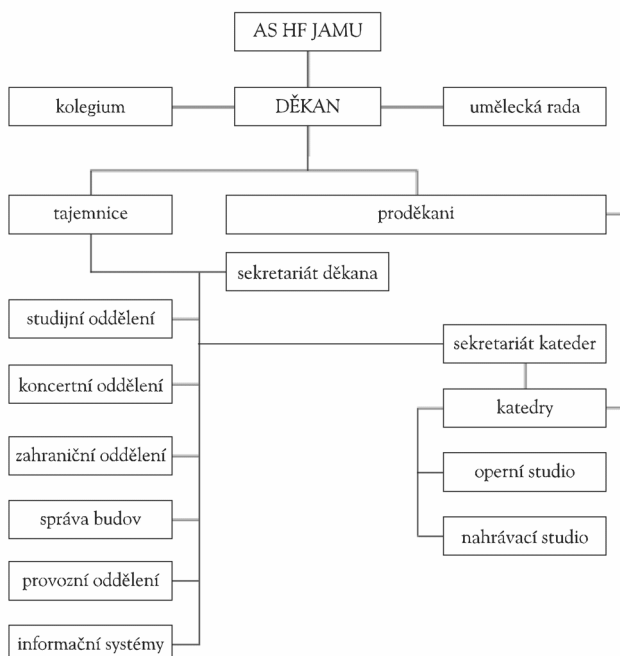 AS HF JAMU
kolegium
DĚKAN
umělecká rada
tajemnice
proděkani
sekretariát děkana
studijní oddělení
sekretariát kateder
koncertní oddělení
katedry
zahraniční oddělení
operní studio
správa budov
nahrávací studio
provozní oddělení
informační systémy